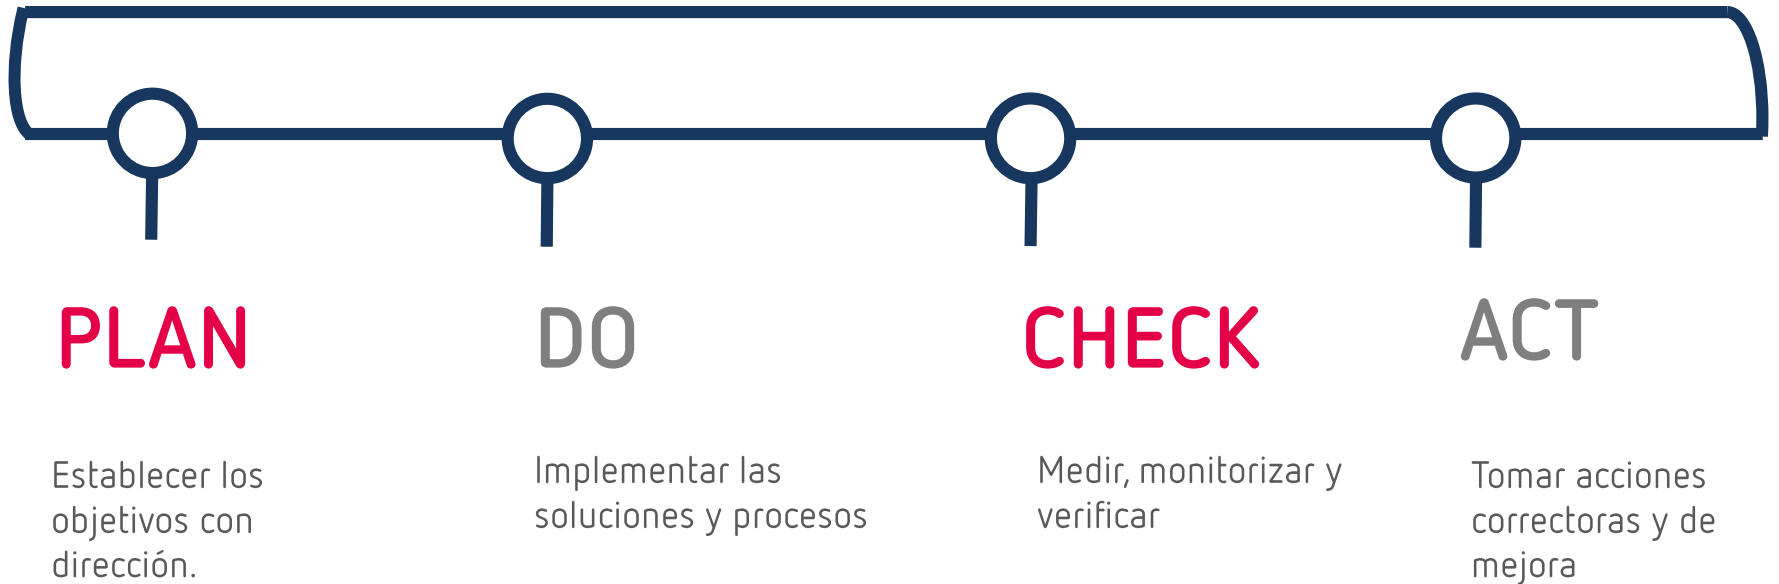 PLAN
DO
CHECK
ACT
Establecer los
objetivos con
dirección.
Implementar las
soluciones y procesos
Medir, monitorizar y
verificar
Tomar acciones
correctoras y de
mejora